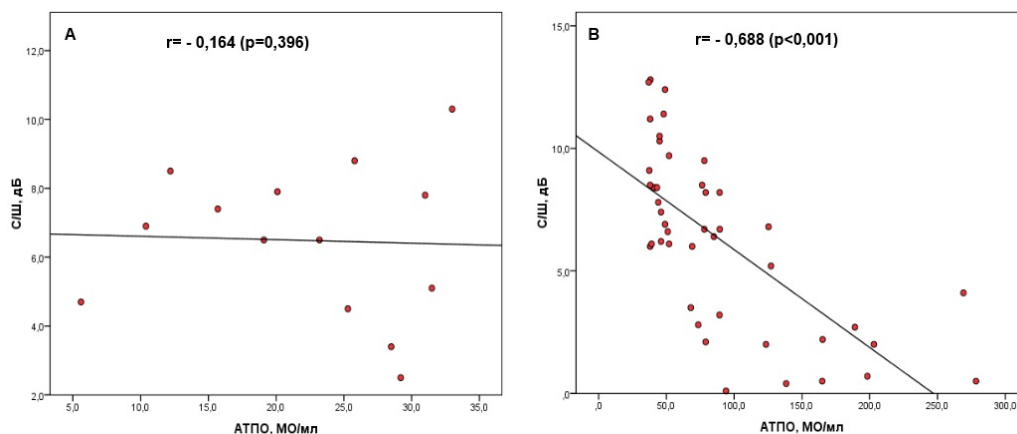 А
r= - 0,164 (p=0,396)
С/Ш, дБ
12,0
10,0
8,0
6,0
4,0
2,0
5,0 10,0 15,0 20,0 25,0 30,0 35,0
АТПО, МО/мл
В
r= - 0,688 (p<0,001)
С/Ш, дБ
15,0
10,0
5,0
,0
,0 50,0 100,0 150,0 200,0 250,0 300,0
АТПО, МО/мл